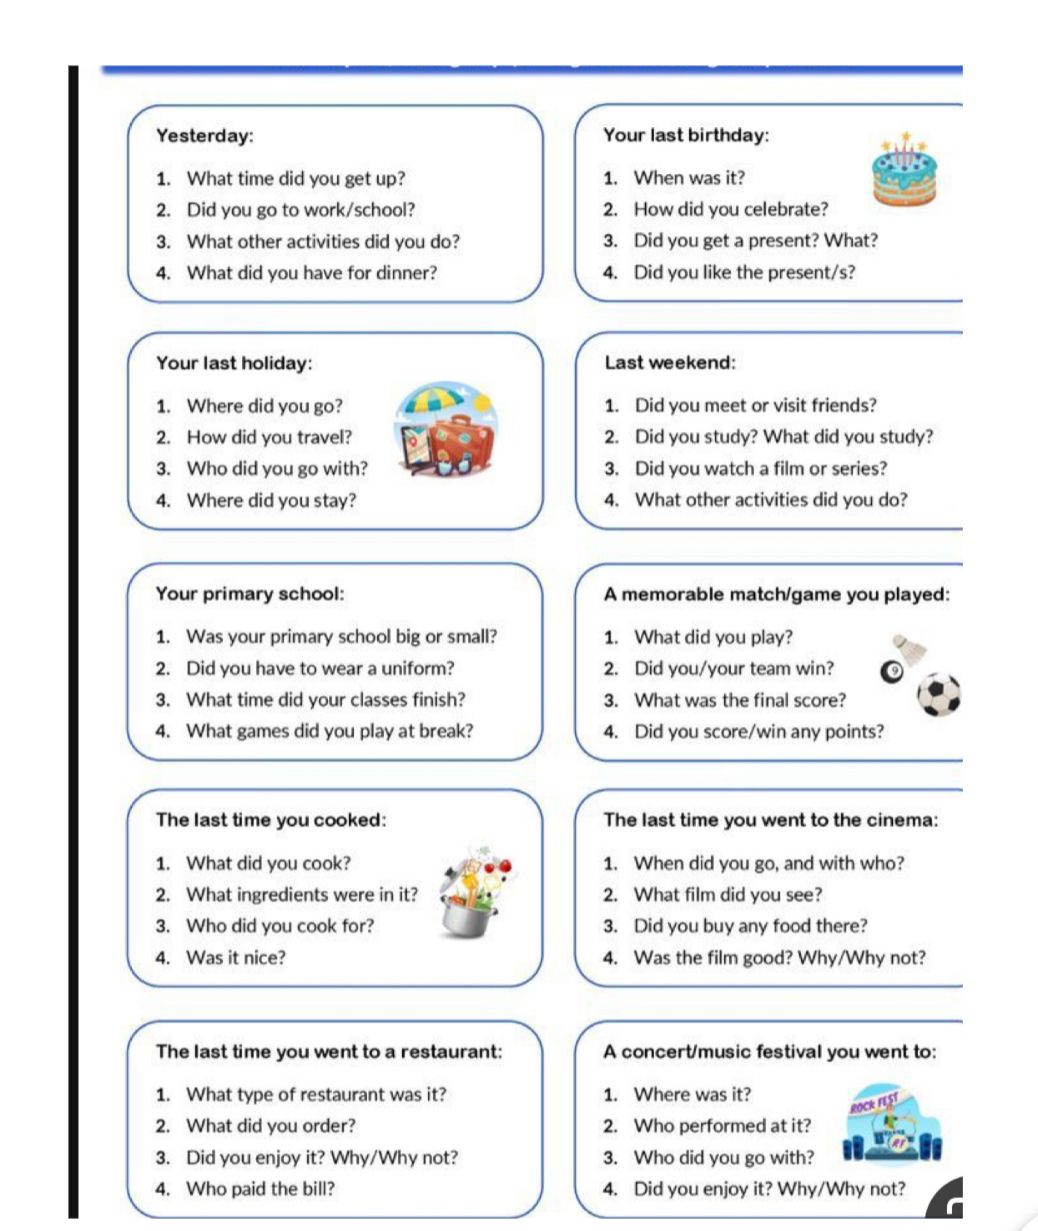 Yesterday:
1. What time did you get up?
2. Did you go to work/school?
3. What other activities did you do?
4. What did you have for dinner?
Your last birthday:
1. When was it?
2. How did you celebrate?
3. Did you get a present? What?
4. Did you like the present/s?
Your last holiday:
1. Where did you go?
2. How did you travel?
3. Who did you go with?
4. Where did you stay?
Last weekend:
1. Did you meet or visit friends?
2. Did you study? What did you study?
3. Did you watch a film or series?
4. What other activities did you do?
Your primary school:
1. Was your primary school big or small?
2. Did you have to wear a uniform?
3. What time did your classes finish?
4. What games did you play at break?
A memorable match/game you played:
1. What did you play?
2. Did you/your team win?
3. What was the final score?
4. Did you score/win any points?
9
The last time you cooked:
1. What did you cook?
2. What ingredients were in it?
3. Who did you cook for?
4. Was it nice?
The last time you went to the cinema:
1. When did you go, and with who?
2. What film did you see?
3. Did you buy any food there?
4. Was the film good? Why/Why not?
The last time you went to a restaurant:
1. What type of restaurant was it?
2. What did you order?
3. Did you enjoy it? Why/Why not?
4. Who paid the bill?
A concert/music festival you went to:
1. Where was it?
2. Who performed at it?
3. Who did you go with?
4. Did you enjoy it? Why/Why not?
ROCK FEST
RF